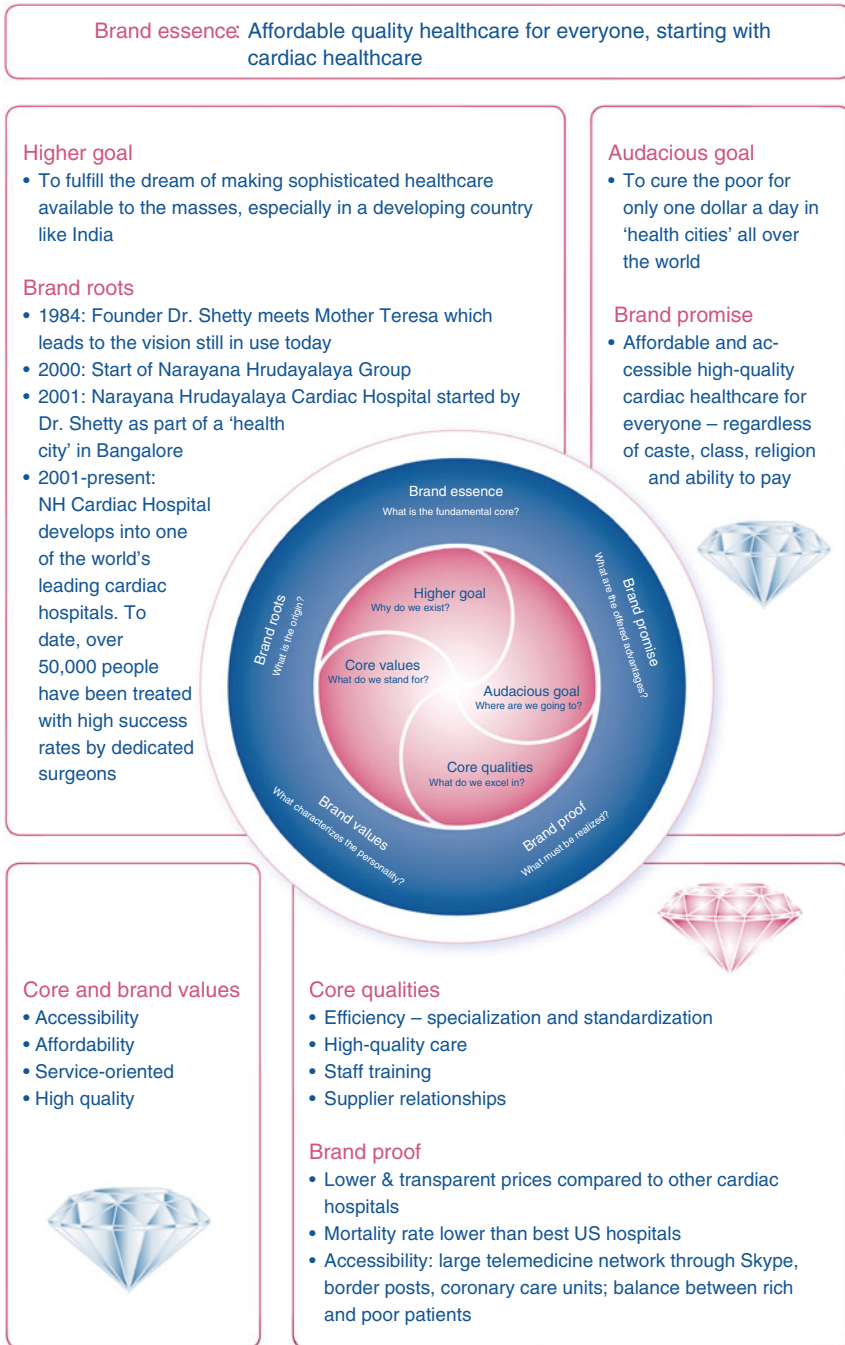 Brand essence: Affordable quality healthcare for everyone, starting with
cardiac healthcare
Higher goal
• To fulfill the dream of making sophisticated healthcare
available to the masses, especially in a developing country
like India
Brand roots
• 1984: Founder Dr. Shetty meets Mother Teresa which
leads to the vision still in use today
• 2000: Start of Narayana Hrudayalaya Group
• 2001: Narayana Hrudayalaya Cardiac Hospital started by
Dr. Shetty as part of a ‘health
city’ in Bangalore
• 2001-present:
NH Cardiac Hospital
develops into one
of the world’s
leading cardiac
hospitals. To
date, over
50,000 people
have been treated
with high success
rates by dedicated
surgeons
Audacious goal
• To cure the poor for
only one dollar a day in
‘health cities’ all over
the world
Brand promise
• Affordable and ac-
cessible high-quality
cardiac healthcare for
everyone – regardless
of caste, class, religion
and ability to pay
Brand essence
What is the fundamental core?
Brand promise
What are the offered advantages?
Brand proof
What must be realized?
Brand values
What characterizes the personality?
Brand roots
What is the origin?
Higher goal
Why do we exist?
Core values
What do we stand for?
Audacious goal
Where are we going to?
Core qualities
What do we excel in?
Core and brand values
• Accessibility
• Affordability
• Service-oriented
• High quality
Core qualities
• Efficiency – specialization and standardization
• High-quality care
• Staff training
• Supplier relationships
Brand proof
• Lower & transparent prices compared to other cardiac
hospitals
• Mortality rate lower than best US hospitals
• Accessibility: large telemedicine network through Skype,
border posts, coronary care units; balance between rich
and poor patients